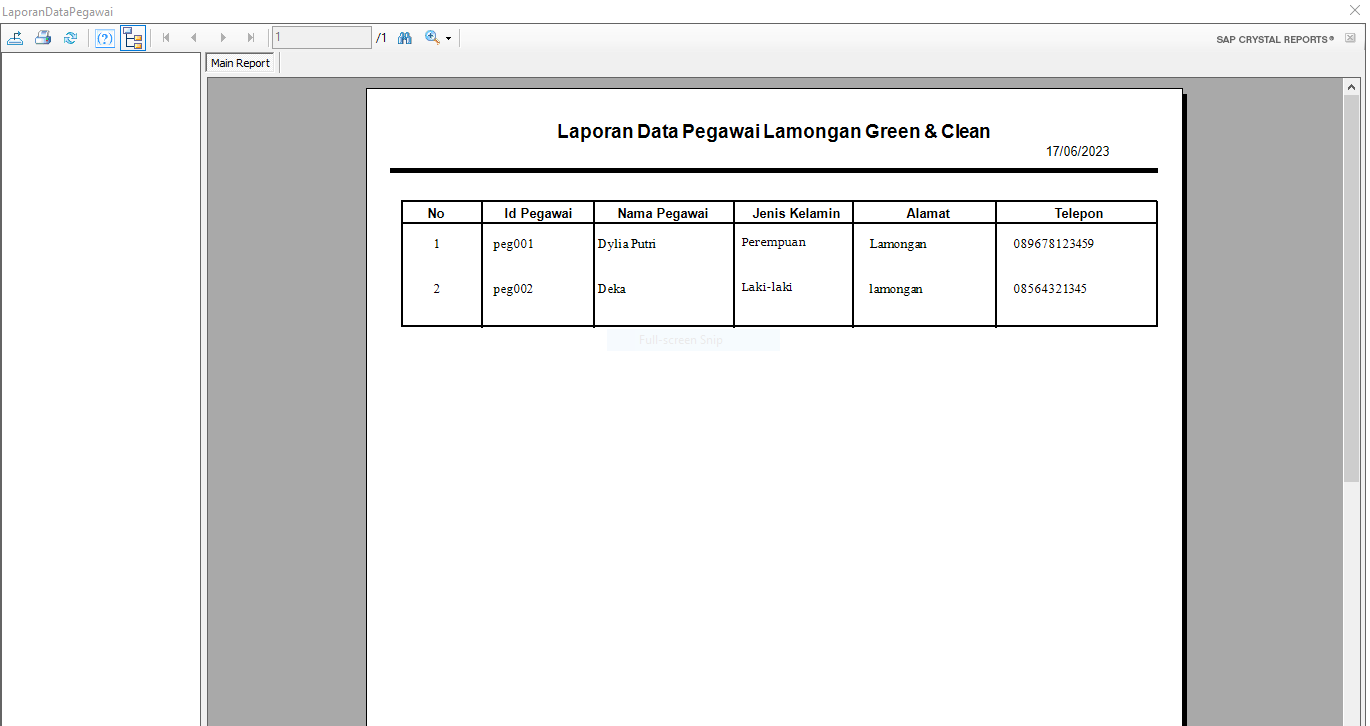 LaporanDataPegawai
1 /1
SAP CRYSTAL REPORTS®
Main Report
Laporan Data Pegawai Lamongan Green & Clean
17/06/2023
No Id Pegawai Nama Pegawai Jenis Kelamin Alamat Telepon
1 peg001 Dylia Putri Perempuan Lamongan 089678123459
2 peg002 Deka Laki-laki lamongan 08564321345
Full-screen Snip